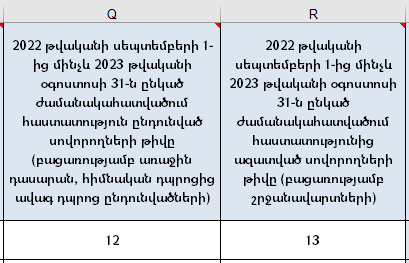 Q
R
2022 թվականի սեպտեմբերի 1-
ից մինչև 2023 թվականի
օգոստոսի 31-ն ընկած
ժամանակահատվածում
հաստատություն ընդունված
սովորողների թիվը
(բացառությամբ առաջին
դասարան, հիմնական դպրոցից
ավագ դպրոց ընդունվածների)
2022 թվականի
սեպտեմբերի 1-ից մինչև
2023 թվականի օգոստոսի
31-ն ընկած
ժամանակահատվածում
հաստատությունից
ազատված սովորողների
թիվը (բացառությամբ
շրջանավարտների)
12
13